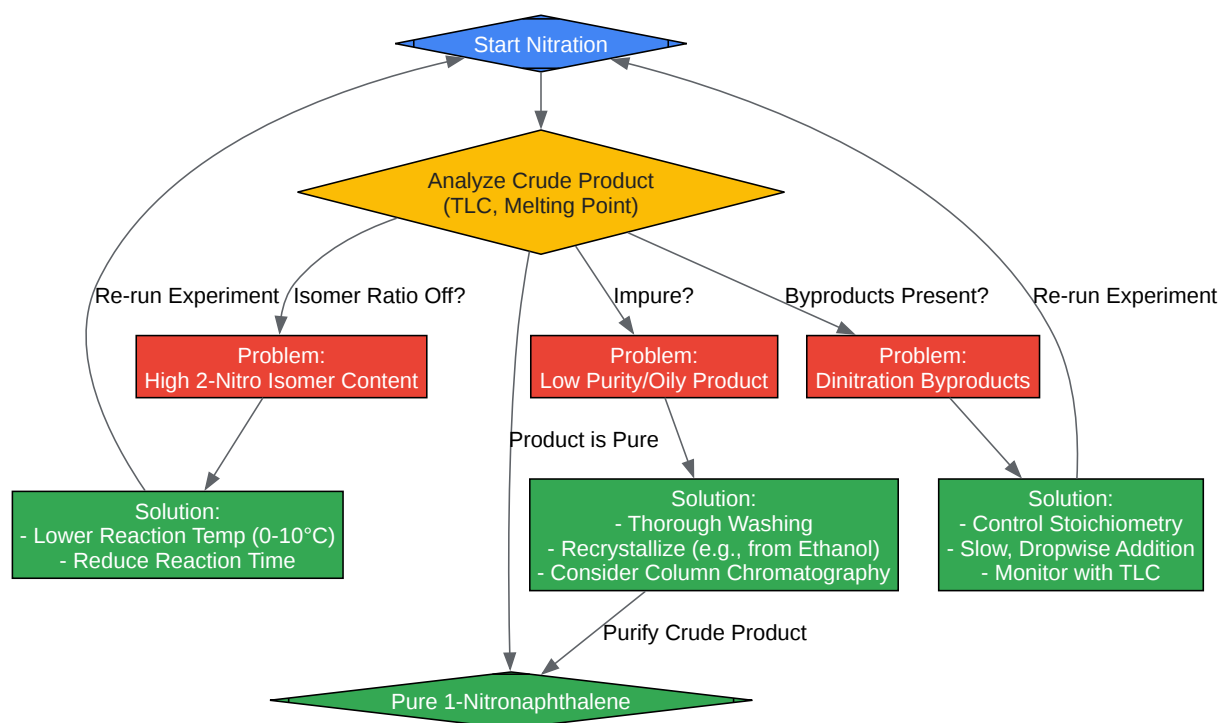 Start Nitration
Analyze Crude Product
(TLC, Melting Point)
Re-run Experiment
Isomer Ratio Off?
Impure?
Byproducts Present?
Re-run Experiment
Problem:
High 2-Nitro Isomer Content
Problem:
Low Purity/Oily Product
Problem:
Dinitration Byproducts
Product is Pure
Solution:
- Lower Reaction Temp (0-10°C)
- Reduce Reaction Time
Solution:
- Thorough Washing
- Recrystallize (e.g., from Ethanol)
- Consider Column Chromatography
Solution:
- Control Stoichiometry
- Slow, Dropwise Addition
- Monitor with TLC
Purify Crude Product
Pure 1-Nitronaphthalene